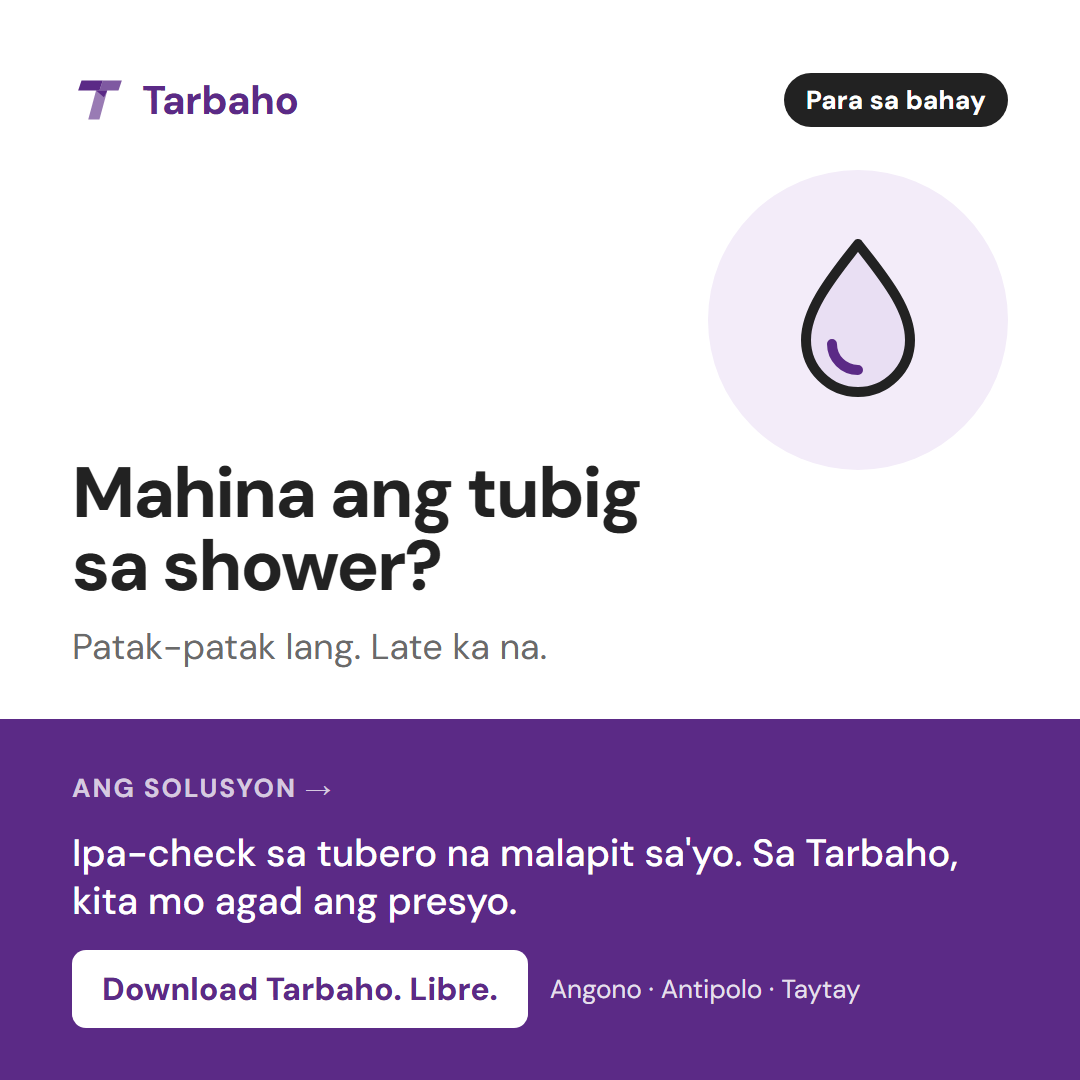 Tarbaho
Para sa bahay
Mahina ang tubig
sa shower?
Patak-patak lang. Late ka na.
ANG SOLUSYON →
Ipa-check sa tubero na malapit sa'yo. Sa Tarbaho,
kita mo agad ang presyo.
Download Tarbaho. Libre.
Angono · Antipolo · Taytay